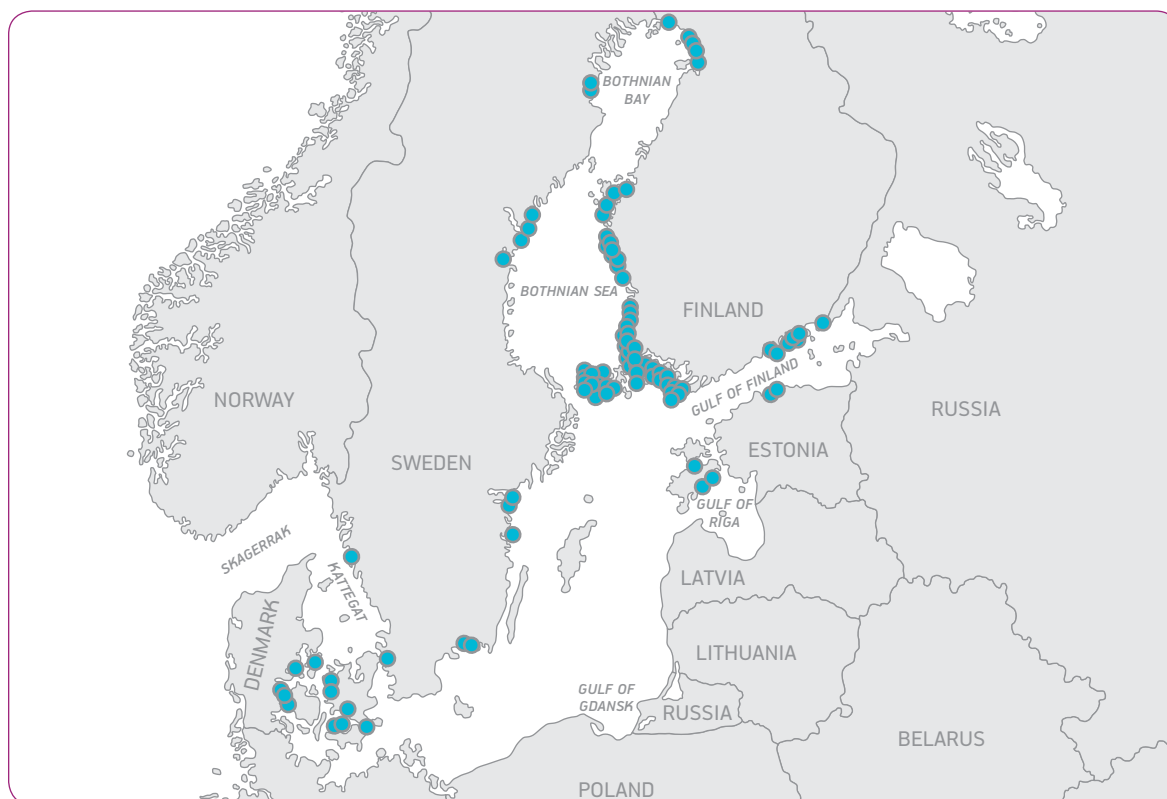 BOTHNIAN
BAY
BOTHNIAN SEA
FINLAND
NORWAY
GULF OF FINLAND
RUSSIA
SWEDEN
ESTONIA
GULF OF
RIGA
SKAGERRAK
KATTEGAT
LATVIA
DENMARK
LITHUANIA
GULF OF
GDANSK
RUSSIA
BELARUS
POLAND